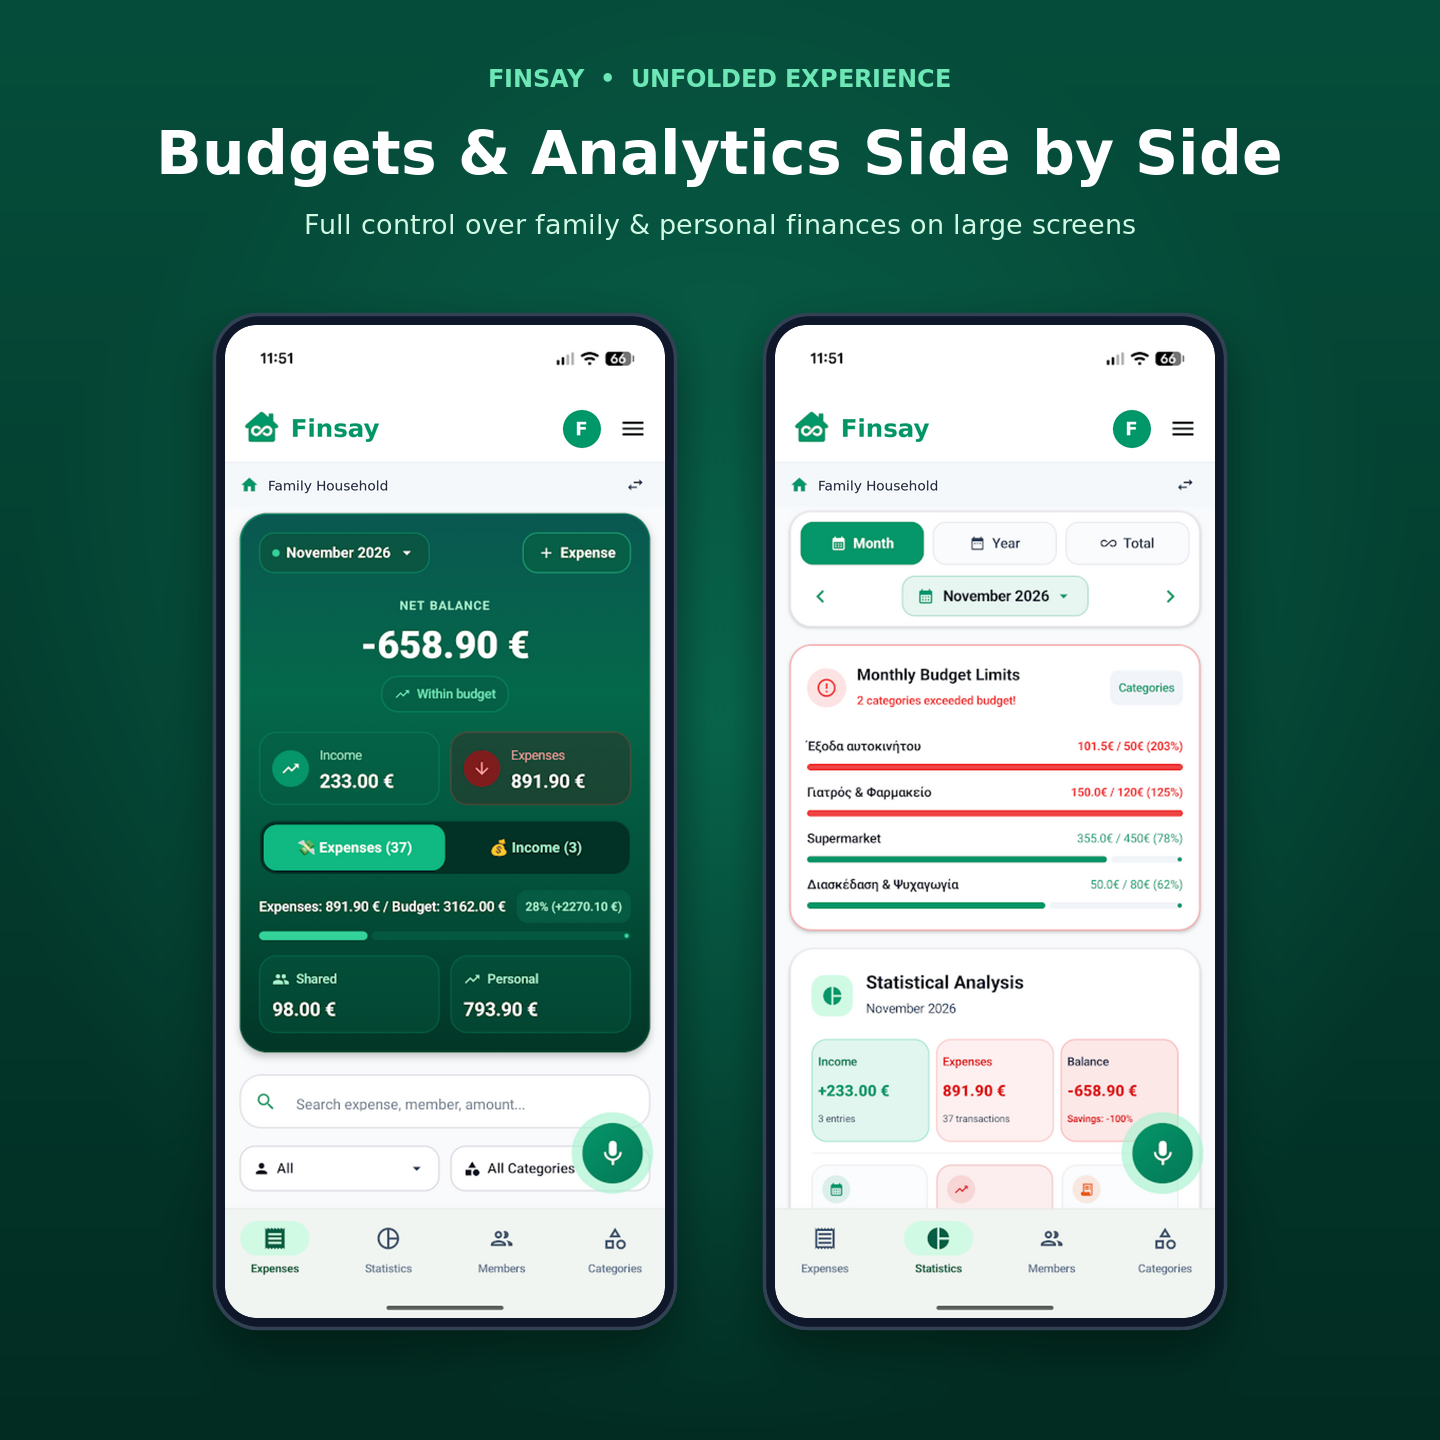 FINSAY • UNFOLDED EXPERIENCE
Budgets & Analytics Side by Side
Full control over family & personal finances on large screens
11:51
66
Finsay
F
Family Household
November 2026
+ Expense
NET BALANCE
-658.90 €
Within budget
Income
233.00 €
Expenses
891.90 €
Expenses (37)
Income (3)
Expenses: 891.90 € / Budget: 3162.00 €
28% (+2270.10 €)
Shared
98.00 €
Personal
793.90 €
Search expense, member, amount...
All
All Categories
Expenses
Statistics
Members
Categories
11:51
66
Finsay
F
Family Household
Month
Year
Total
November 2026
Monthly Budget Limits
2 categories exceeded budget!
Categories
Έξοδα αυτοκινήτου
101.5€ / 50€ (203%)
Γιατρός & Φαρμακείο
150.0€ / 120€ (125%)
Supermarket
355.0€ / 450€ (78%)
Διασκέδαση & Ψυχαγωγία
50.0€ / 80€ (62%)
Statistical Analysis
November 2026
Income
+233.00 €
3 entries
Expenses
891.90 €
37 transactions
Balance
-658.90 €
Savings: -100%
Expenses
Statistics
Members
Categories